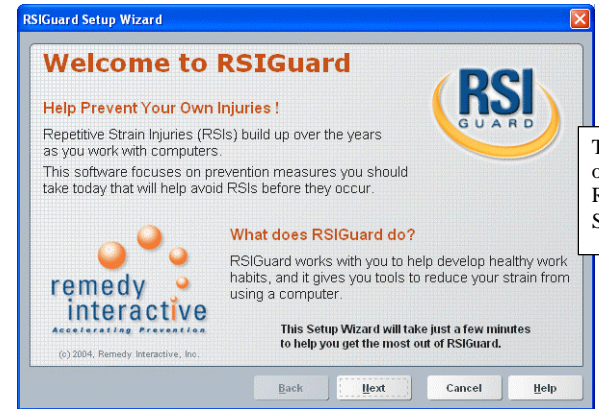 RSIGuard Setup Wizard
Welcome to RSIGuard
RSI
GUARD
Help Prevent Your Own Injuries !
Repetitive Strain Injuries (RSIs) build up over the years
as you work with computers.
This software focuses on prevention measures you should
take today that will help avoid RSIs before they occur.
What does RSIGuard do?
RSIGuard works with you to help develop healthy work
habits, and it gives you tools to reduce your strain from
using a computer.
remedy
interactive
Accelerating Prevention
(c) 2004, Remedy Interactive, Inc.
This Setup Wizard will take just a few minutes
to help you get the most out of RSIGuard.
Back Next Cancel Help